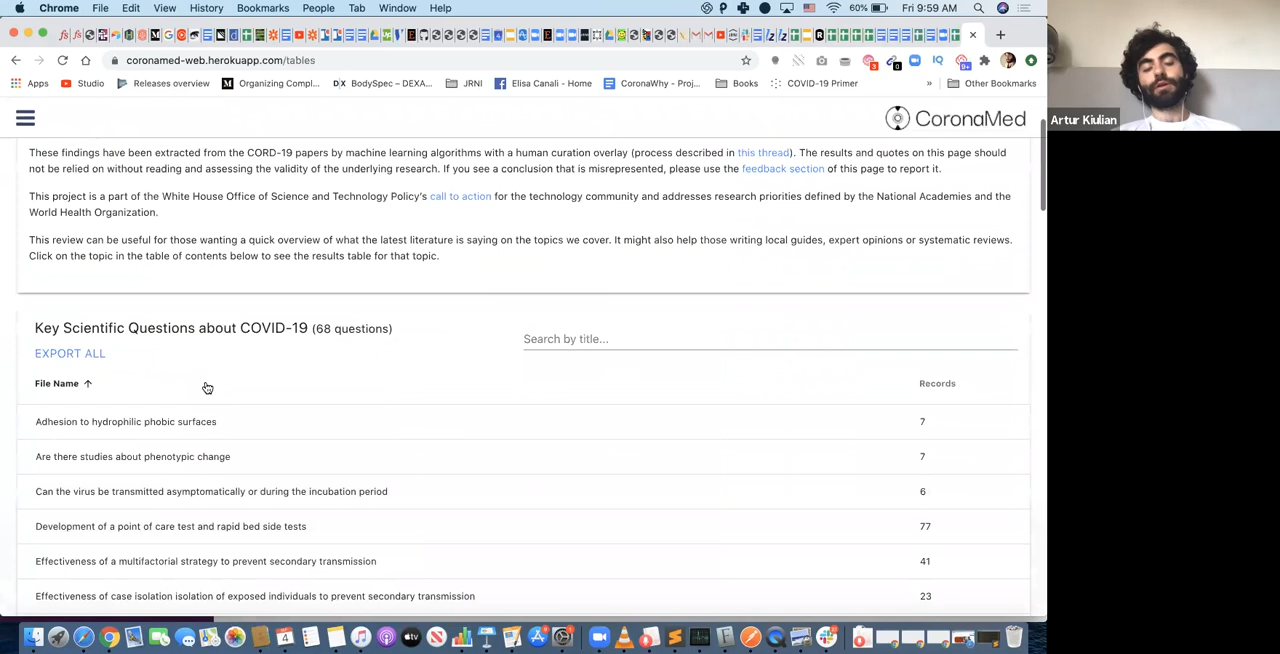 Chrome File Edit View History Bookmarks People Tab Window Help 60% Fri 9:59 AM
coronamed-web.herokuapp.com/tables
Apps Studio Releases overview Organizing Compl... BodySpec – DEXA... JRNI Elisa Canali - Home CoronaWhy - Proj... Books COVID-19 Primer » Other Bookmarks
CoronaMed
Artur Kiulian
These findings have been extracted from the CORD-19 papers by machine learning algorithms with a human curation overlay (process described in this thread). The results and quotes on this page should
not be relied on without reading and assessing the validity of the underlying research. If you see a conclusion that is misrepresented, please use the feedback section of this page to report it.
This project is a part of the White House Office of Science and Technology Policy's call to action for the technology community and addresses research priorities defined by the National Academies and the
World Health Organization.
This review can be useful for those wanting a quick overview of what the latest literature is saying on the topics we cover. It might also help those writing local guides, expert opinions or systematic reviews.
Click on the topic in the table of contents below to see the results table for that topic.
Key Scientific Questions about COVID-19 (68 questions)
Search by title...
EXPORT ALL
File Name Records
Adhesion to hydrophilic phobic surfaces 7
Are there studies about phenotypic change 7
Can the virus be transmitted asymptomatically or during the incubation period 6
Development of a point of care test and rapid bed side tests 77
Effectiveness of a multifactorial strategy to prevent secondary transmission 41
Effectiveness of case isolation isolation of exposed individuals to prevent secondary transmission 23